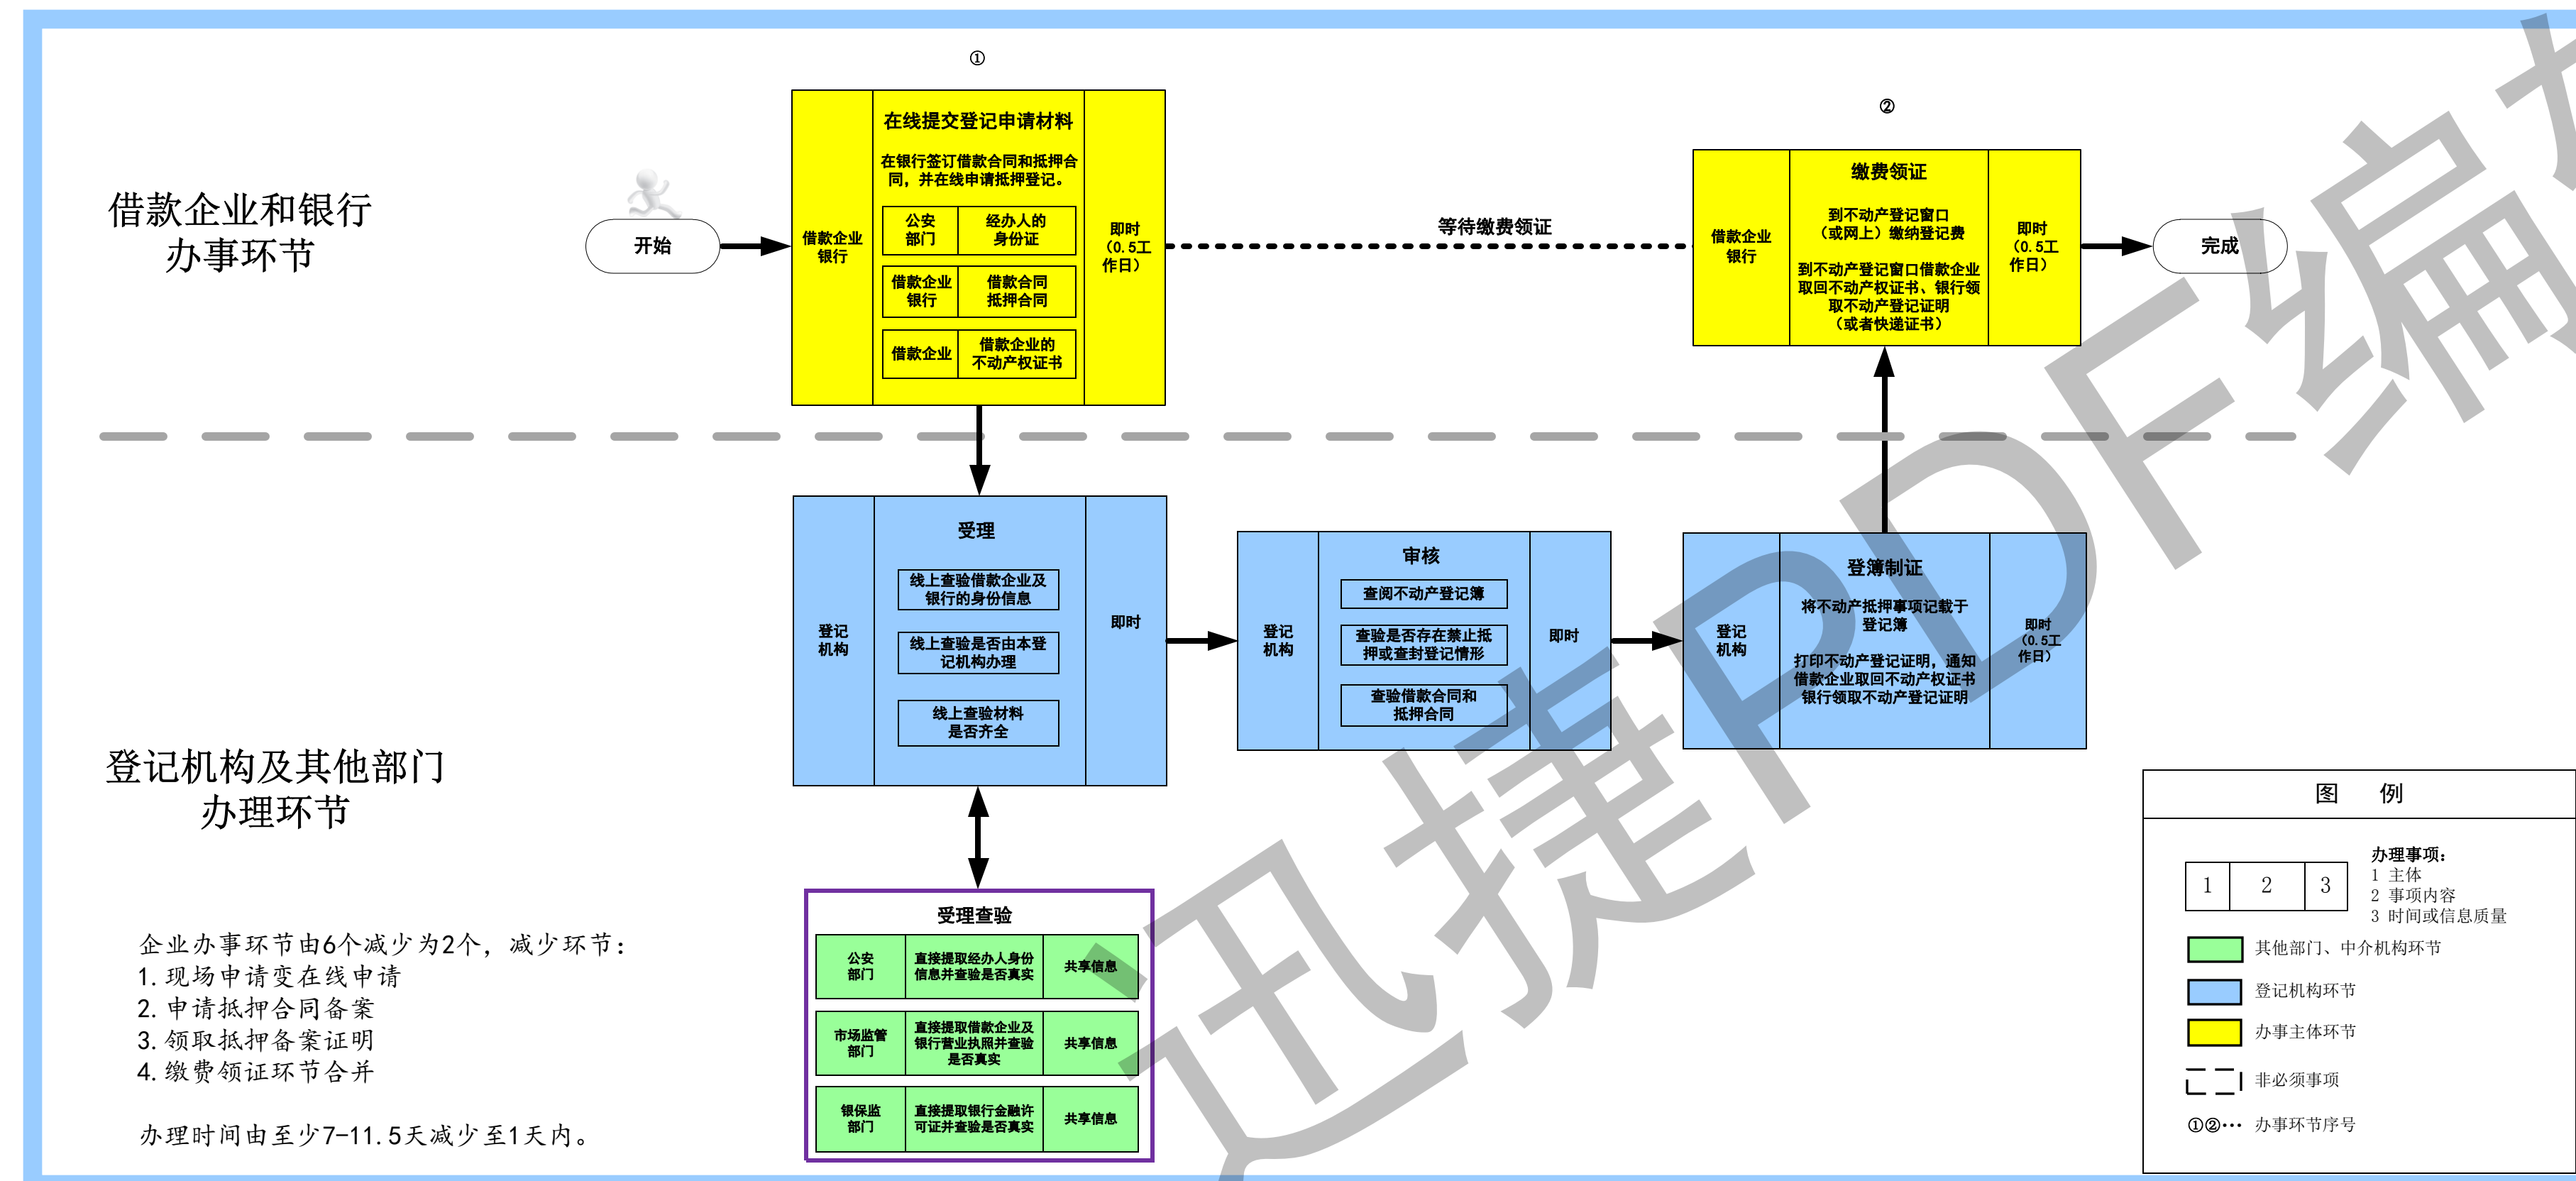 ①
②
借款企业和银行
办事环节
开始
借款企业
银行
在线提交登记申请材料
在银行签订借款合同和抵押合
同，并在线申请抵押登记。
公安
部门
经办人的
身份证
借款企业
银行
借款合同
抵押合同
借款企业
借款企业的
不动产权证书
即时
（0.5工
作日）
等待缴费领证
借款企业
银行
缴费领证
到不动产登记窗口
（或网上）缴纳登记费
到不动产登记窗口借款企业
取回不动产权证书、银行领
取不动产登记证明
（或者快递证书）
即时
（0.5工
作日）
完成
登记机构及其他部门
办理环节
登记
机构
受理
线上查验借款企业及
银行的身份信息
线上查验是否由本登
记机构办理
线上查验材料
是否齐全
即时
登记
机构
审核
查阅不动产登记簿
查验是否存在禁止抵
押或查封登记情形
查验借款合同和
抵押合同
即时
登记
机构
登簿制证
将不动产抵押事项记载于
登记簿
打印不动产登记证明，通知
借款企业取回不动产权证书
银行领取不动产登记证明
即时
（0.5工
作日）
受理查验
公安
部门
直接提取经办人身份
信息并查验是否真实
共享信息
市场监管
部门
直接提取借款企业及
银行营业执照并查验
是否真实
共享信息
银保监
部门
直接提取银行金融许
可证并查验是否真实
共享信息
企业办事环节由6个减少为2个，减少环节：
1.现场申请变在线申请
2.申请抵押合同备案
3.领取抵押备案证明
4.缴费领证环节合并
办理时间由至少7-11.5天减少至1天内。
图 例
1 2 3
办理事项：
1 主体
2 事项内容
3 时间或信息质量
其他部门、中介机构环节
登记机构环节
办事主体环节
非必须事项
①②··· 办事环节序号
迅捷PDF编